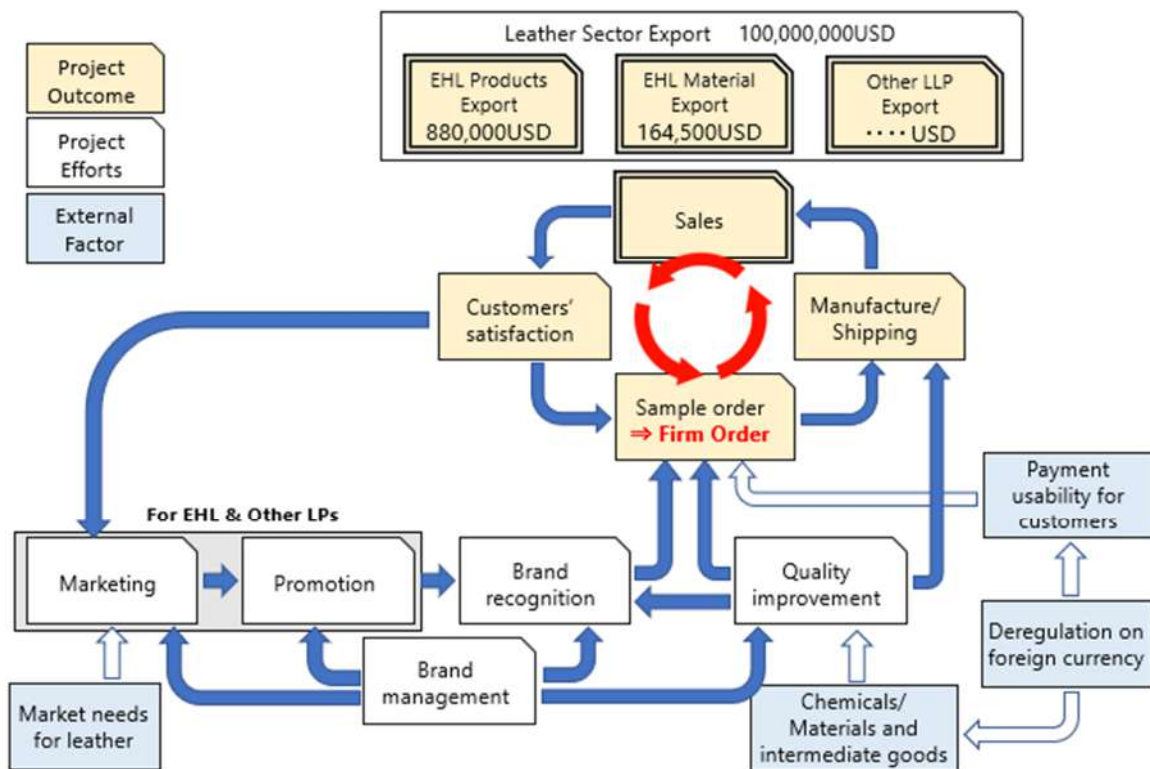 Project
Outcome
Project
Efforts
External
Factor
Leather Sector Export 100,000,000USD
EHL Products
Export
880,000USD
EHL Material
Export
164,500USD
Other LLP
Export
････USD
Sales
Customers’
satisfaction
Manufacture/
Shipping
Sample order
⇒ Firm Order
Payment
usability for
customers
For EHL & Other LPs
Marketing
Promotion
Brand
recognition
Quality
improvement
Deregulation on
foreign currency
Brand
management
Market needs
for leather
Chemicals/
Materials and
intermediate goods